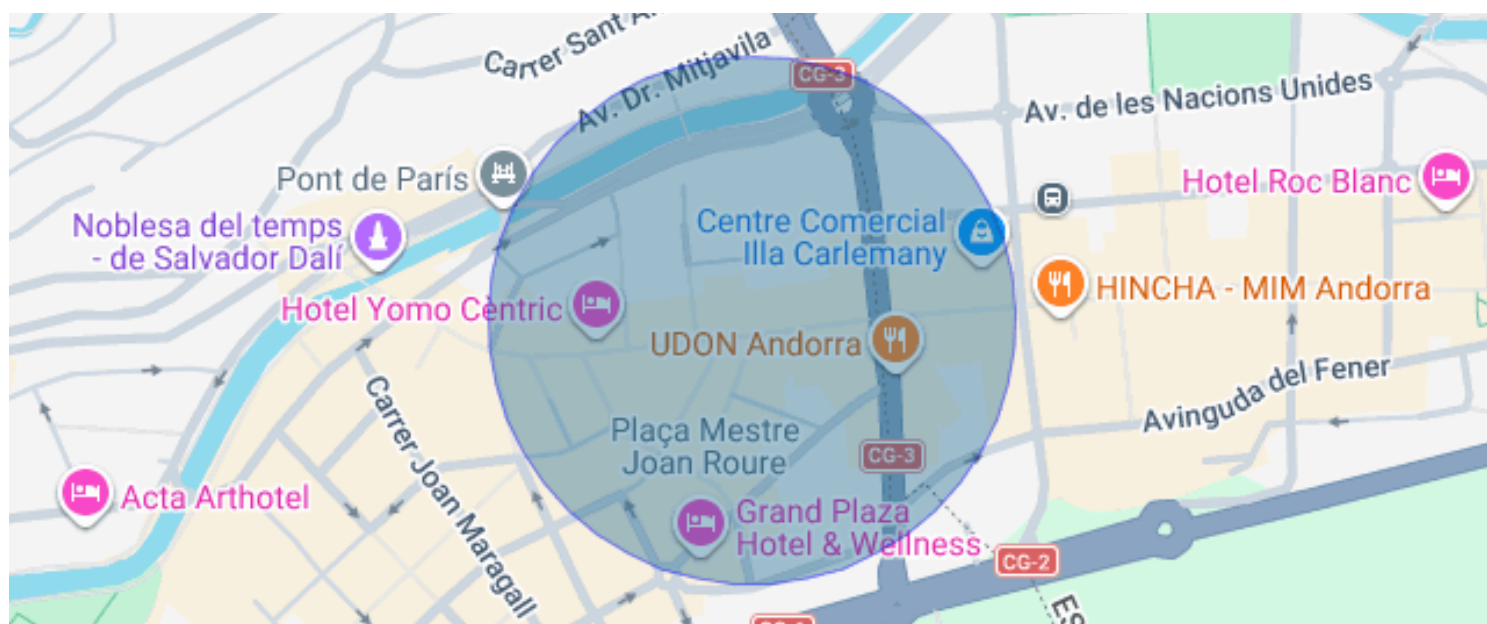 Carrer Sant A
Av. Dr. Mitjavila
CG-3
Av. de les Nacions Unides
Pont de París
Hotel Roc Blanc
Noblesa del temps
- de Salvador Dalí
Centre Comercial
Illa Carlemany
Hotel Yomo Cèntric
HINCHA - MIM Andorra
UDON Andorra
Carrer Joan Maragall
Avinguda del Fener
Plaça Mestre
Joan Roure
CG-3
Acta Arthotel
Grand Plaza
Hotel & Wellness
CG-2
ES